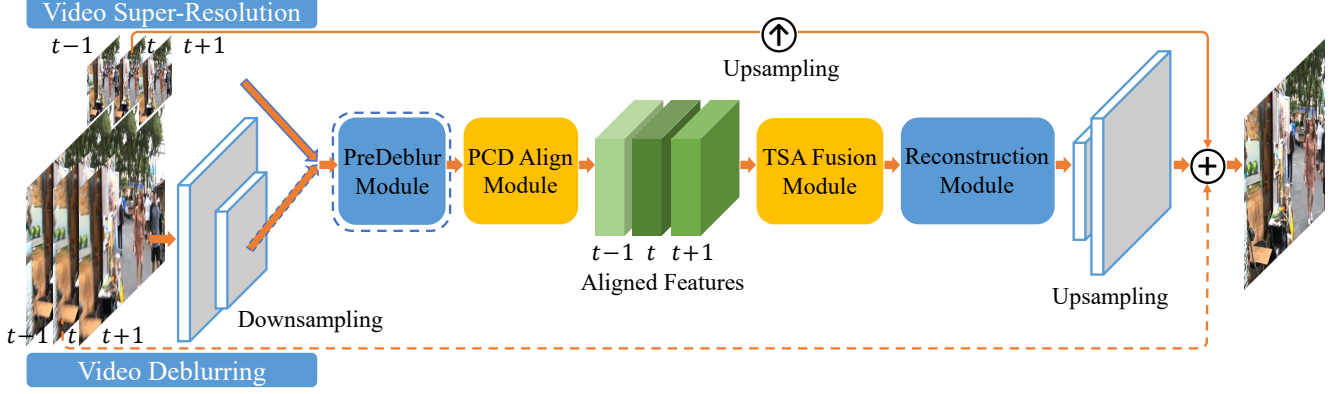 Video Super-Resolution
t−1 t t+1
Upsampling
PreDeblur
Module
PCD Align
Module
TSA Fusion
Module
Reconstruction
Module
t−1 t t+1
Aligned Features
Downsampling
Upsampling
t−1 t t+1
Video Deblurring